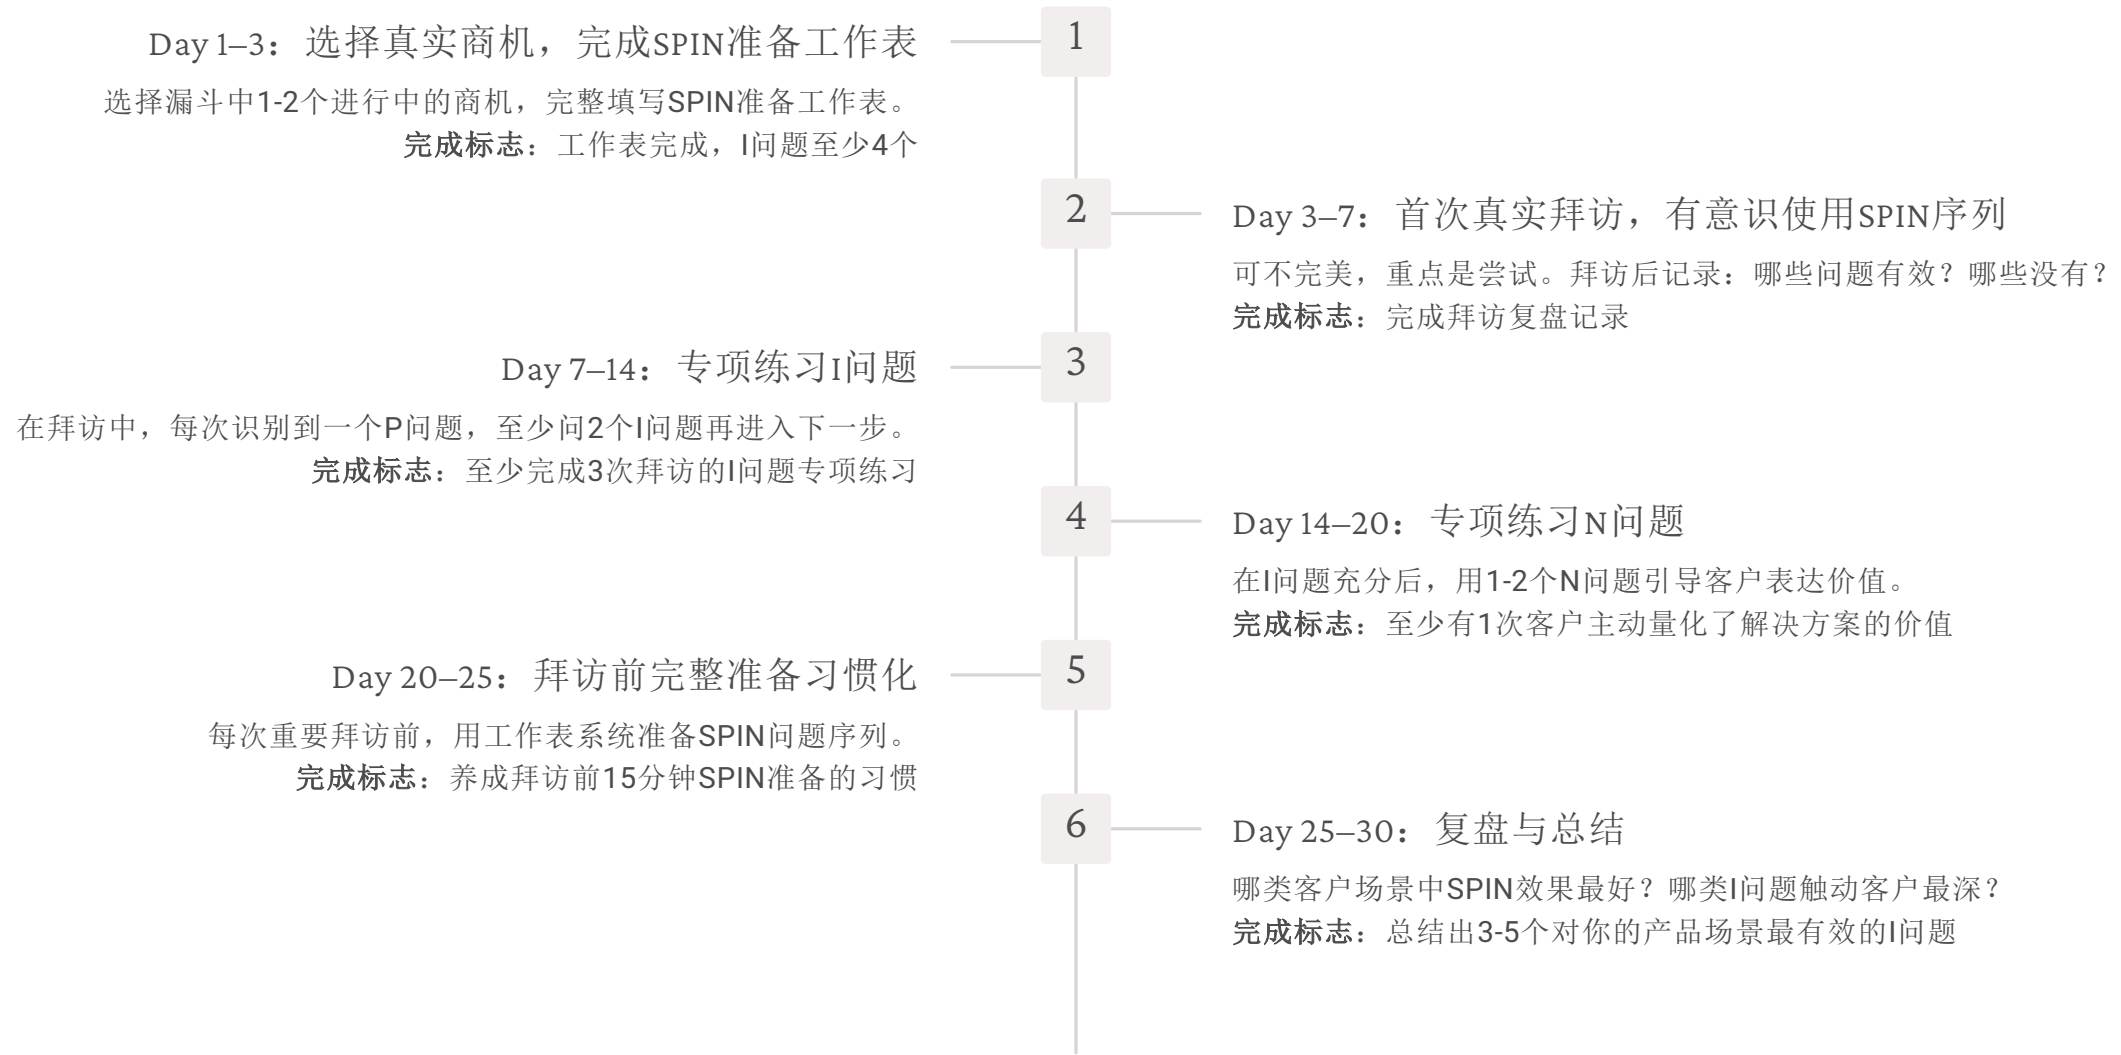 1
Day 1–3：选择真实商机，完成SPIN准备工作表
选择漏斗中1-2个进行中的商机，完整填写SPIN准备工作表。
完成标志：工作表完成，I问题至少4个
2
Day 3–7：首次真实拜访，有意识使用SPIN序列
可不完美，重点是尝试。拜访后记录：哪些问题有效？哪些没有？
完成标志：完成拜访复盘记录
3
Day 7–14：专项练习I问题
在拜访中，每次识别到一个P问题，至少问2个I问题再进入下一步。
完成标志：至少完成3次拜访的I问题专项练习
4
Day 14–20：专项练习N问题
在I问题充分后，用1-2个N问题引导客户表达价值。
完成标志：至少有1次客户主动量化了解决方案的价值
5
Day 20–25：拜访前完整准备习惯化
每次重要拜访前，用工作表系统准备SPIN问题序列。
完成标志：养成拜访前15分钟SPIN准备的习惯
6
Day 25–30：复盘与总结
哪类客户场景中SPIN效果最好？哪类I问题触动客户最深？
完成标志：总结出3-5个对你的产品场景最有效的I问题